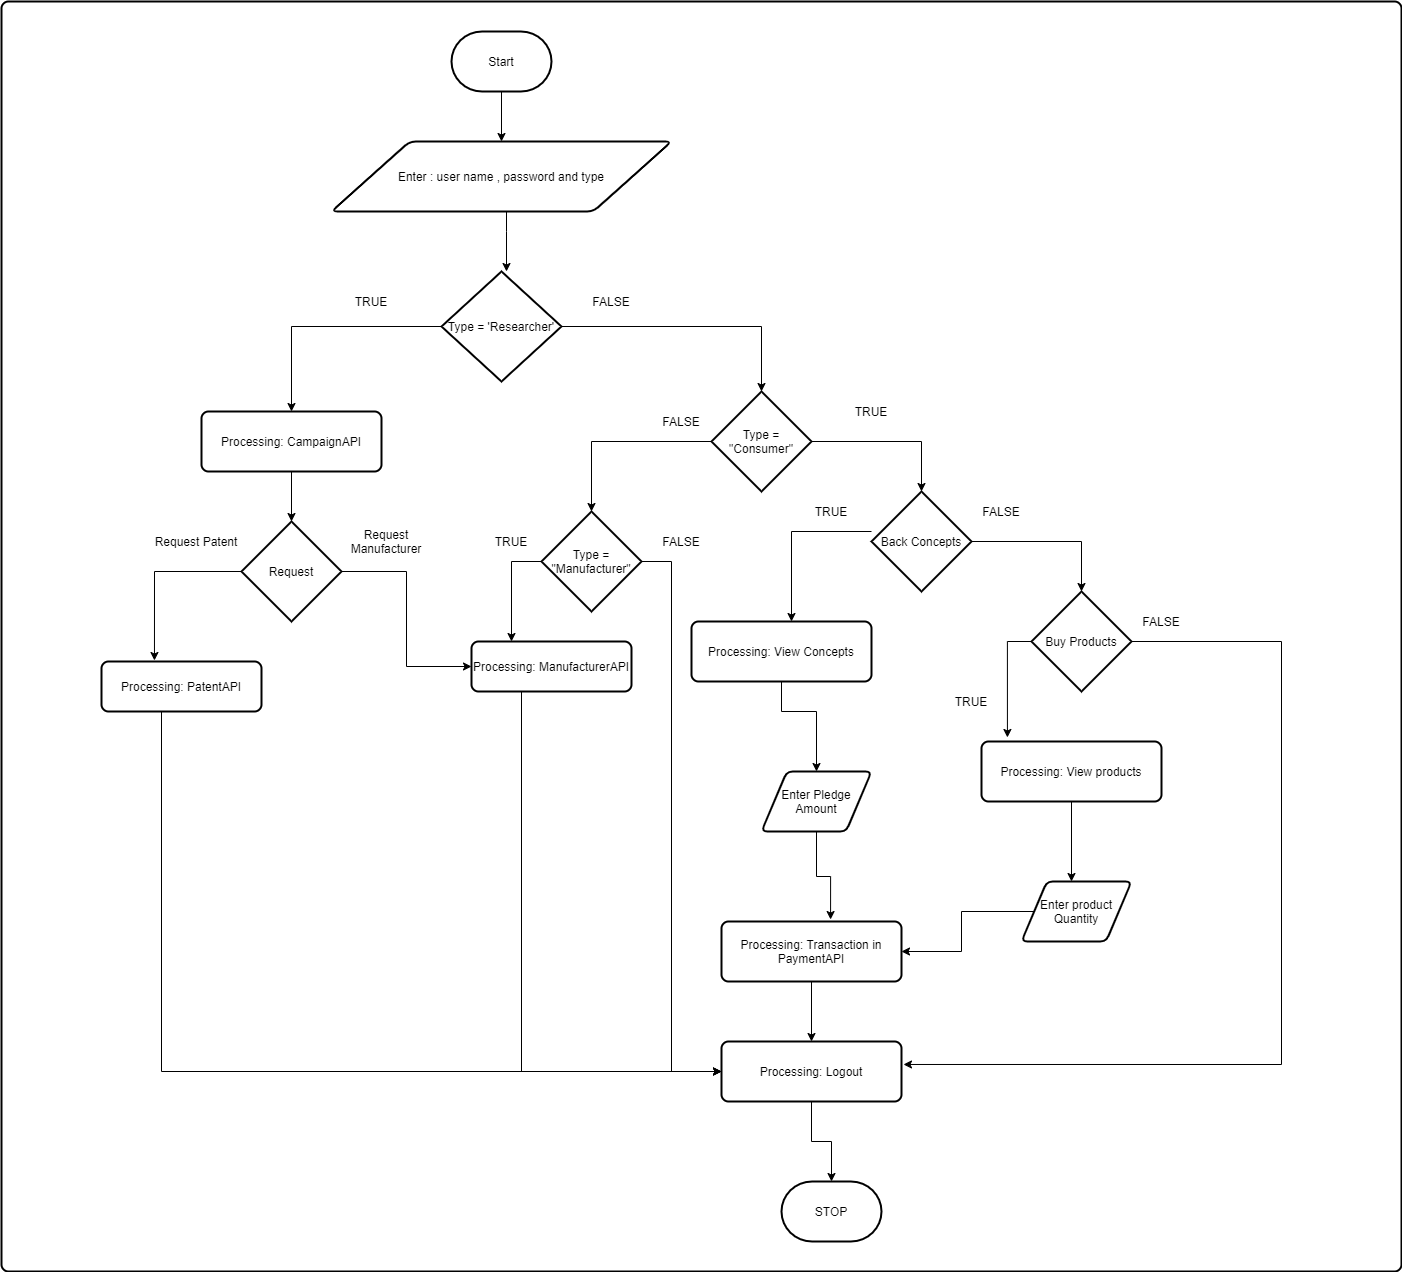 Start
Enter : user name , password and type
TRUE
FALSE
Type = 'Researcher'
TRUE
FALSE
Type =
"Consumer"
Processing: CampaignAPI
TRUE
FALSE
Back Concepts
Request Patent
Request
Manufacturer
TRUE
FALSE
Request
Type =
"Manufacturer"
FALSE
Buy Products
Processing: View Concepts
Processing: ManufacturerAPI
Processing: PatentAPI
TRUE
Processing: View products
Enter Pledge
Amount
Enter product
Quantity
Processing: Transaction in
PaymentAPI
Processing: Logout
STOP